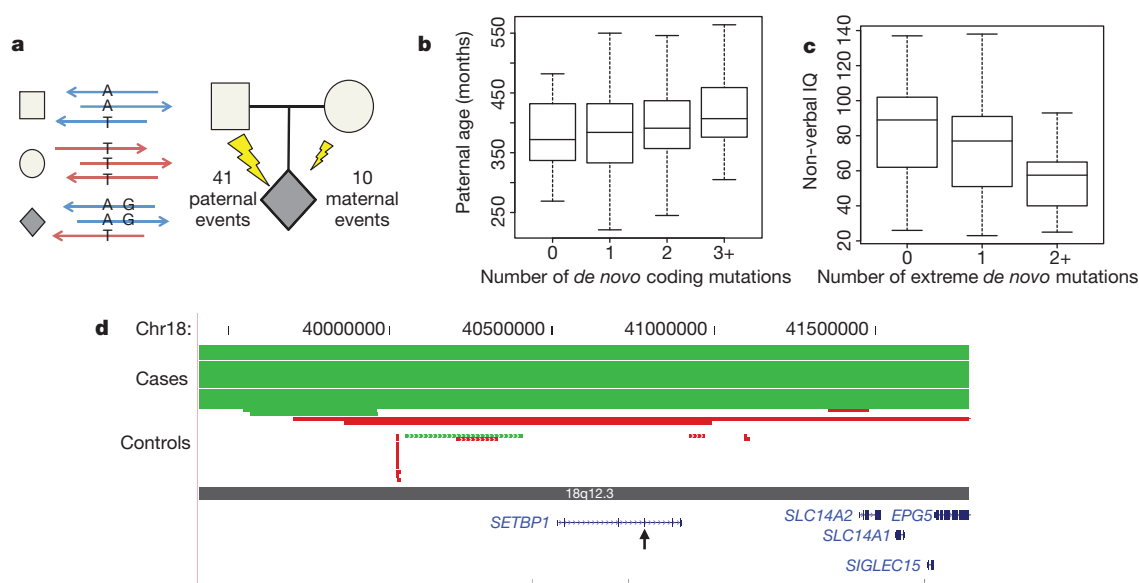 a
A
A
T
T
T
T
A G
A G
T
41
paternal
events
10
maternal
events
b
Paternal age (months)
550
450
350
250
0 1 2 3+
Number of de novo coding mutations
c
Non-verbal IQ
140
120
100
80
60
40
20
0 1 2+
Number of extreme de novo mutations
d
Chr18: 40000000 40500000 41000000 41500000
Cases
Controls
18q12.3
SETBP1
SLC14A2 EPG5
SLC14A1
SIGLEC15